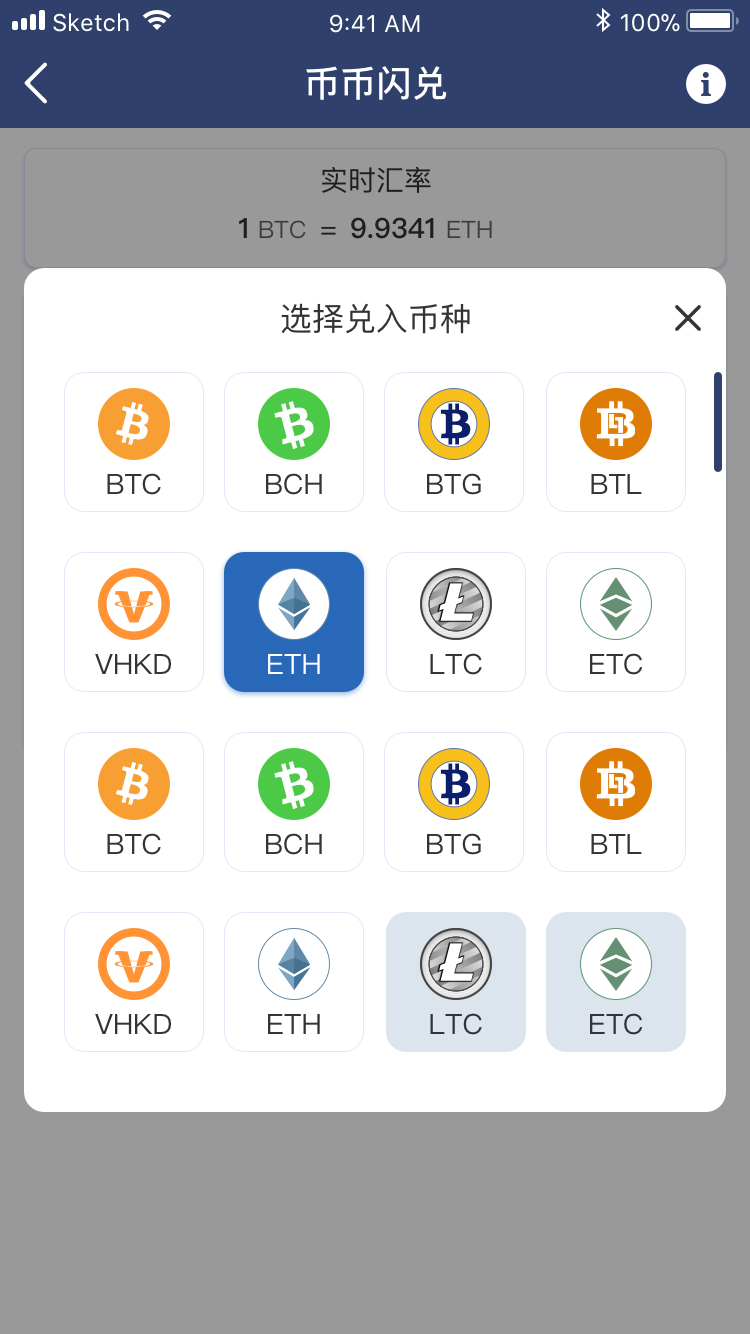 Sketch 9:41 AM 100%
币币闪兑
实时汇率
1 BTC = 9.9341 ETH
选择兑入币种
BTC BCH BTG BTL
VHKD ETH LTC ETC
BTC BCH BTG BTL
VHKD ETH LTC ETC